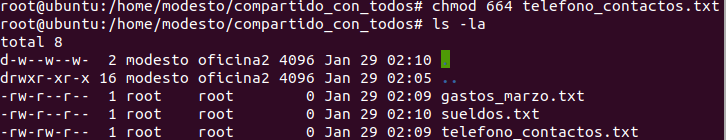 root@ubuntu:/home/modesto/compartido_con_todos# chmod 664 telefono_contactos.txt
root@ubuntu:/home/modesto/compartido_con_todos# ls -la
total 8
d-w--w--w-  2 modesto oficina2 4096 Jan 29 02:10 .
drwxr-xr-x 16 modesto oficina2 4096 Jan 29 02:05 ..
-rw-r--r--  1 root    root        0 Jan 29 02:09 gastos_marzo.txt
-rw-r--r--  1 root    root        0 Jan 29 02:10 sueldos.txt
-rw-rw-r--  1 root    root        0 Jan 29 02:09 telefono_contactos.txt